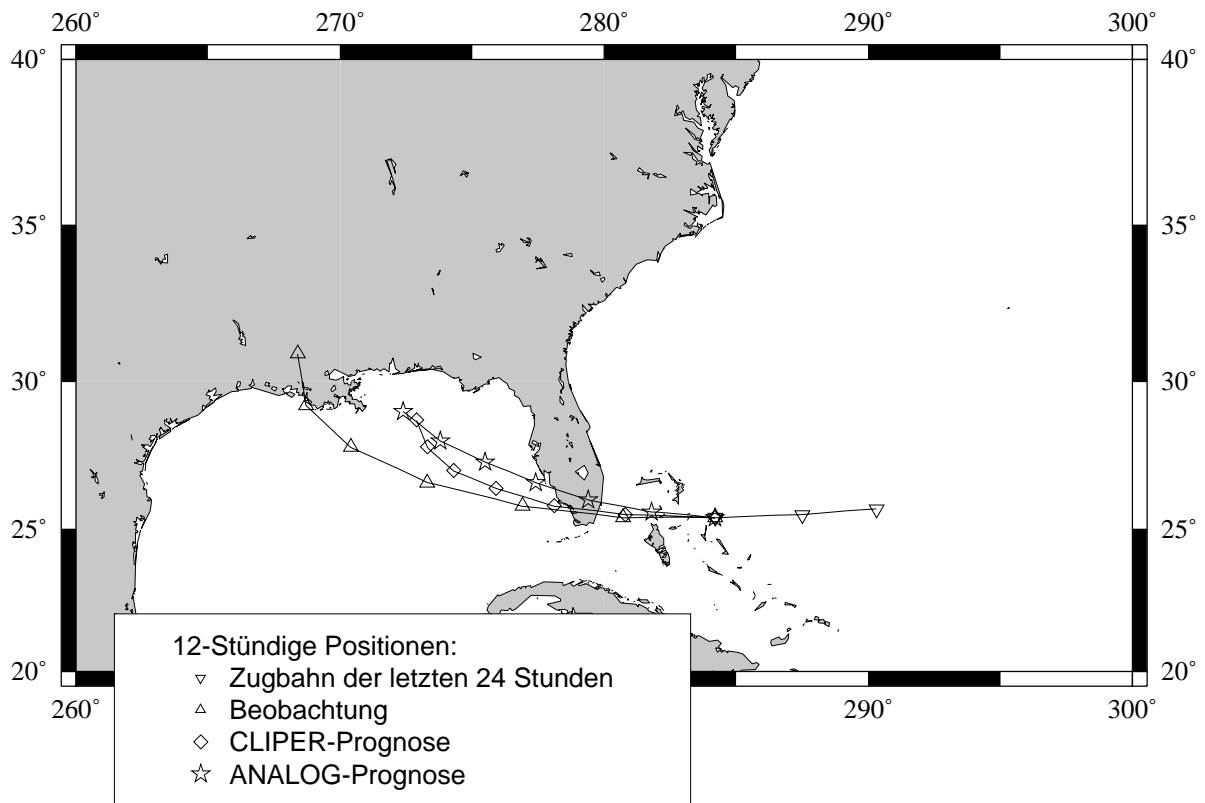 260˚ 270˚ 280˚ 290˚ 300˚
40˚ 40˚
35˚ 35˚
30˚ 30˚
25˚ 25˚
20˚ 20˚
260˚ 290˚ 300˚
12-Stündige Positionen:
Zugbahn der letzten 24 Stunden
Beobachtung
CLIPER-Prognose
ANALOG-Prognose